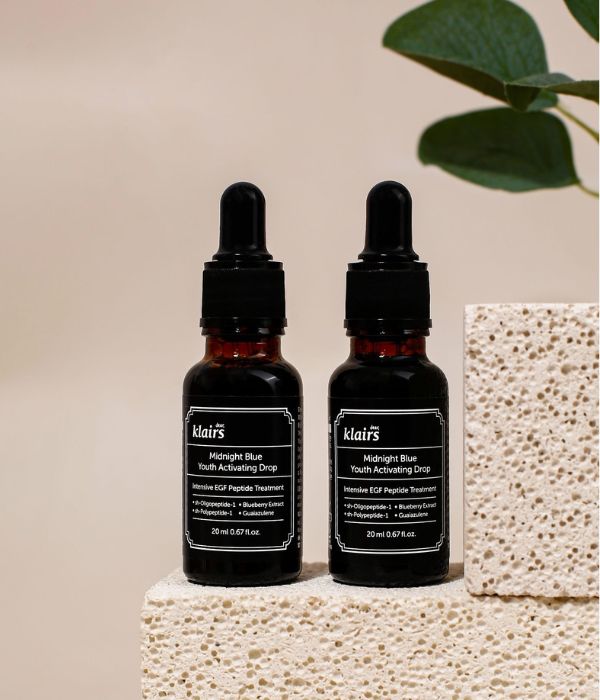 dear,
klairs
Midnight Blue
Youth Activating Drop
Intensive EGF Peptide Treatment
• sh-Oligopeptide-1 • Blueberry Extract
• sh-Polypeptide-1 • Guaiazulene
20 ml 0.67 fl.oz.
dear,
klairs
Midnight Blue
Youth Activating Drop
Intensive EGF Peptide Treatment
• sh-Oligopeptide-1 • Blueberry Extract
• sh-Polypeptide-1 • Guaiazulene
20 ml 0.67 fl.oz.